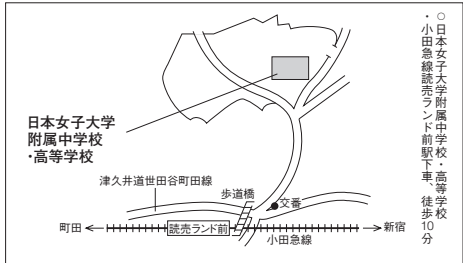 ○日本女子大学附属中学校・高等学校
・小田急線読売ランド前駅下車、徒歩10分
日本女子大学
附属中学校
・高等学校
津久井道世田谷町田線
歩道橋
交番
町田
読売ランド前
小田急線
新宿